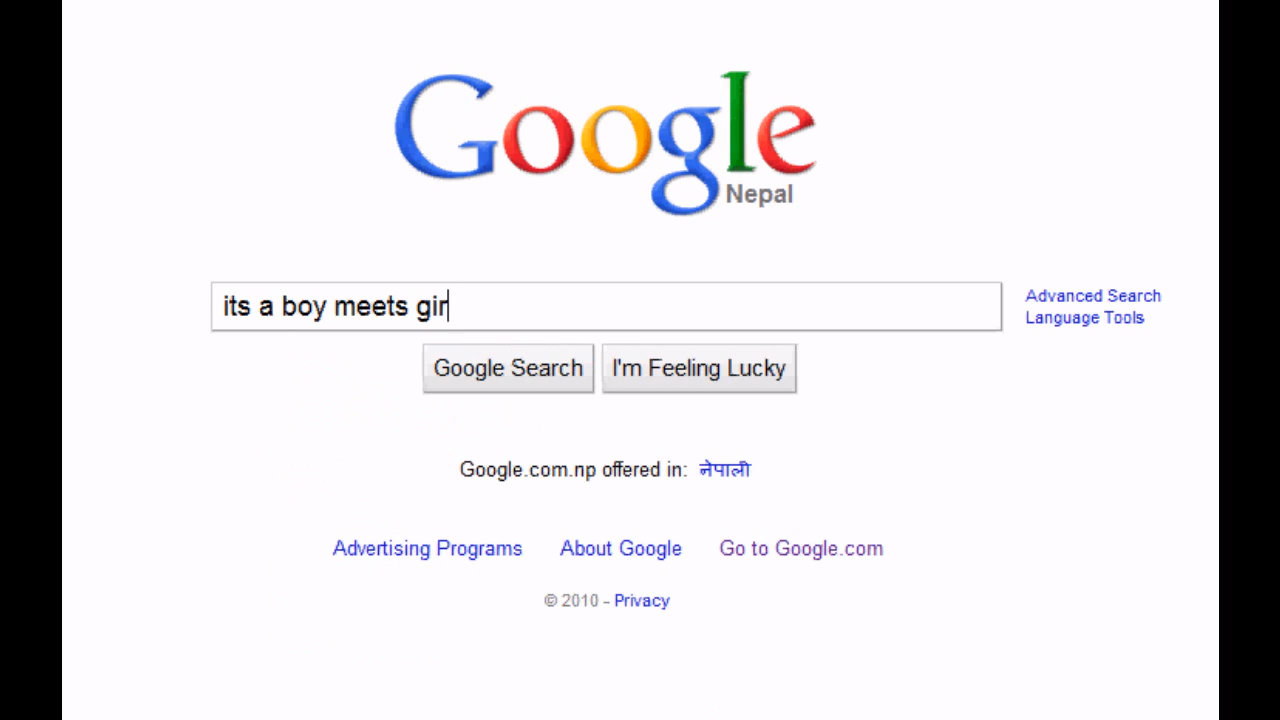 Google
Nepal
its a boy meets gir
Advanced Search
Language Tools
Google Search
I'm Feeling Lucky
Google.com.np offered in: नेपाली
Advertising Programs About Google Go to Google.com
© 2010 - Privacy